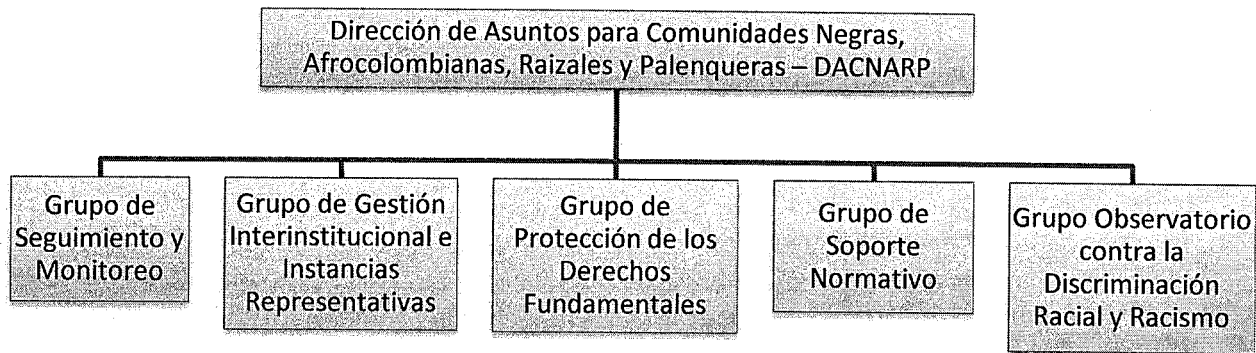 Dirección de Asuntos para Comunidades Negras,
Afrocolombianas, Raizales y Palenqueras – DACNARP
Grupo de
Seguimiento y
Monitoreo
Grupo de Gestión
Interinstitucional e
Instancias
Representativas
Grupo de
Protección de los
Derechos
Fundamentales
Grupo de
Soporte
Normativo
Grupo Observatorio
contra la
Discriminación
Racial y Racismo